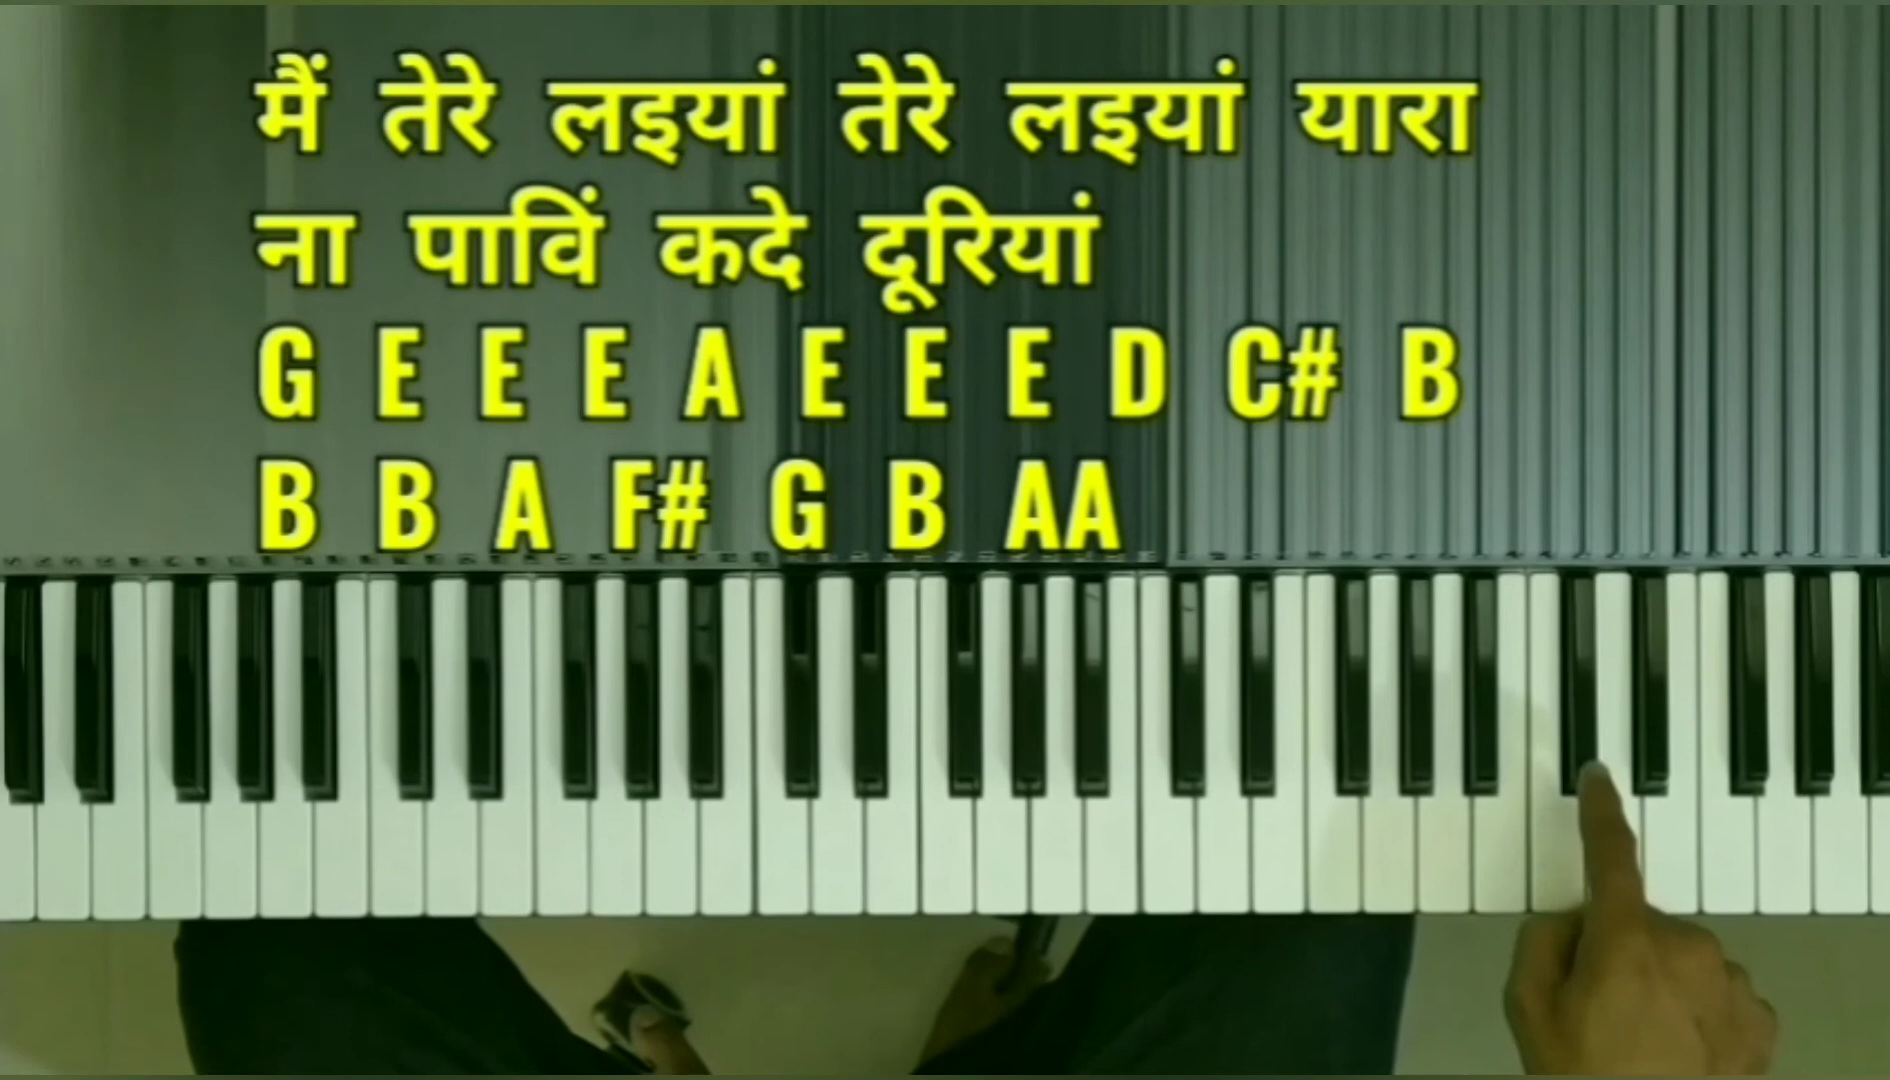 मैं तेरे लइयां तेरे लइयां यारा
ना पाविं कदे दूरियां
G E E E A E E E D C# B
B B A F# G B AA